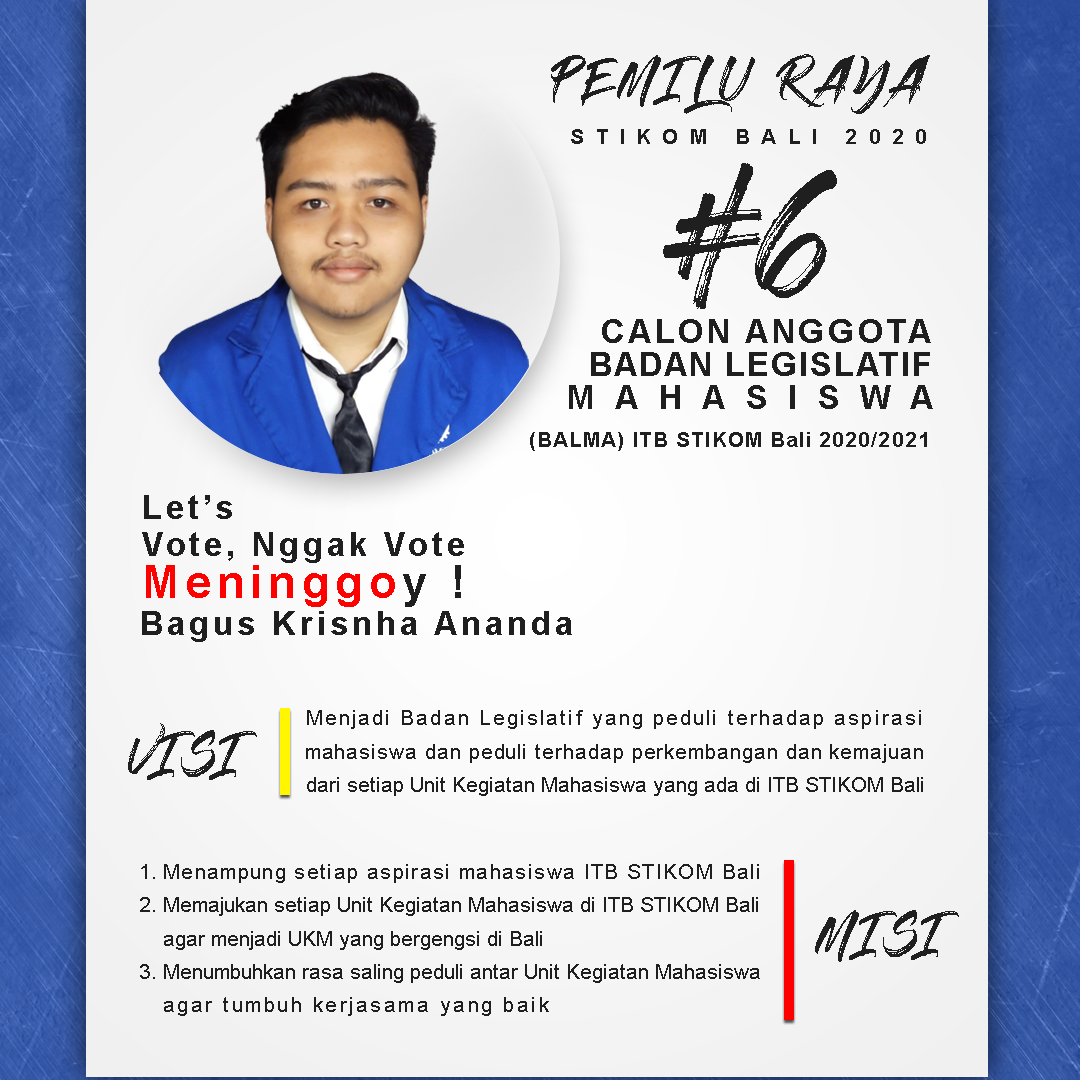 PEMILU RAYA
STIKOM BALI 2020
#6
CALON ANGGOTA
BADAN LEGISLATIF
MAHASISWA
(BALMA) ITB STIKOM Bali 2020/2021
Let's
Vote, Nggak Vote
Meninggoy !
Bagus Krisnha Ananda
VISI
Menjadi Badan Legislatif yang peduli terhadap aspirasi
mahasiswa dan peduli terhadap perkembangan dan kemajuan
dari setiap Unit Kegiatan Mahasiswa yang ada di ITB STIKOM Bali
MISI
1. Menampung setiap aspirasi mahasiswa ITB STIKOM Bali
2. Memajukan setiap Unit Kegiatan Mahasiswa di ITB STIKOM Bali
agar menjadi UKM yang bergengsi di Bali
3. Menumbuhkan rasa saling peduli antar Unit Kegiatan Mahasiswa
agar tumbuh kerjasama yang baik